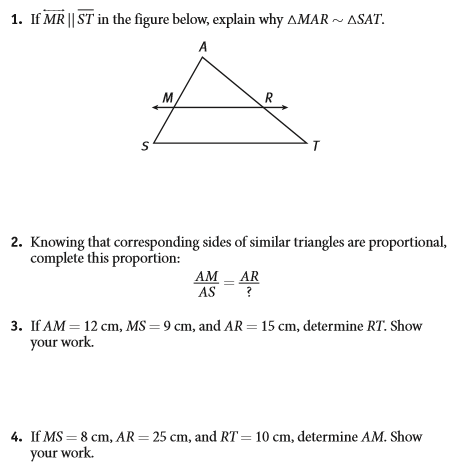 1. If MR || ST in the figure below, explain why △MAR ~ △SAT.
A
M R
S T
2. Knowing that corresponding sides of similar triangles are proportional,
complete this proportion:
AM/AS = AR/?
3. If AM = 12 cm, MS = 9 cm, and AR = 15 cm, determine RT. Show
your work.
4. If MS = 8 cm, AR = 25 cm, and RT = 10 cm, determine AM. Show
your work.